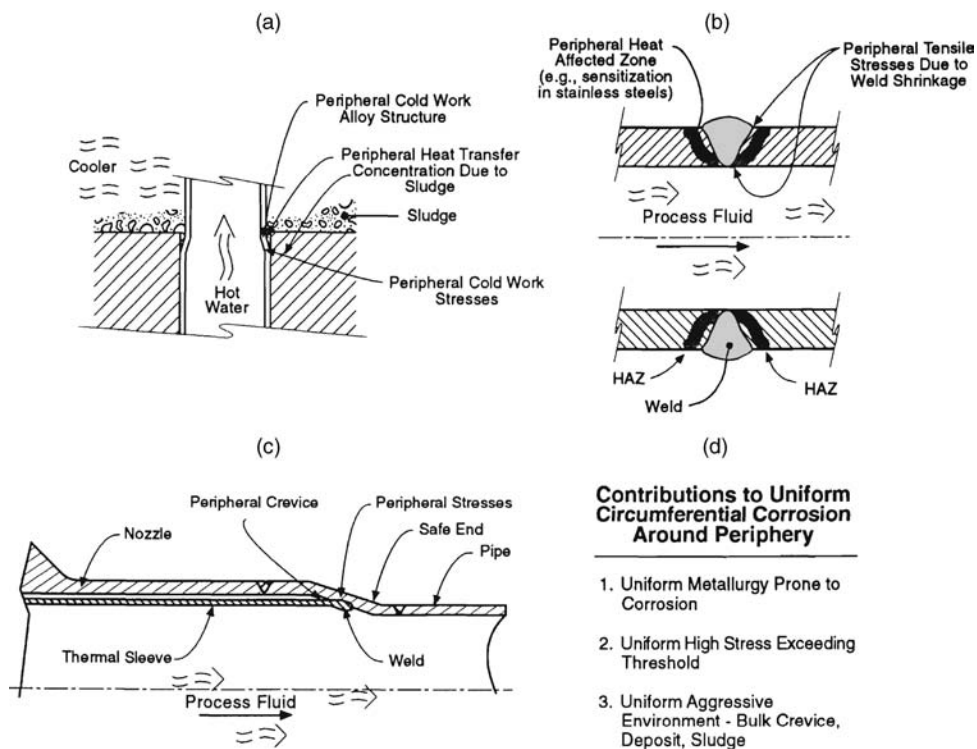 (a)
Peripheral Cold Work
Alloy Structure
Cooler
Peripheral Heat Transfer
Concentration Due to
Sludge
Sludge
Hot
Water
Peripheral Cold Work
Stresses
(b)
Peripheral Heat
Affected Zone
(e.g., sensitization
in stainless steels)
Peripheral Tensile
Stresses Due to
Weld Shrinkage
Process Fluid
HAZ
Weld
HAZ
(c)
Peripheral Crevice
Peripheral Stresses
Safe End
Nozzle
Pipe
Thermal Sleeve
Weld
Process Fluid
(d)
Contributions to Uniform
Circumferential Corrosion
Around Periphery
1. Uniform Metallurgy Prone to
Corrosion
2. Uniform High Stress Exceeding
Threshold
3. Uniform Aggressive
Environment - Bulk Crevice,
Deposit, Sludge